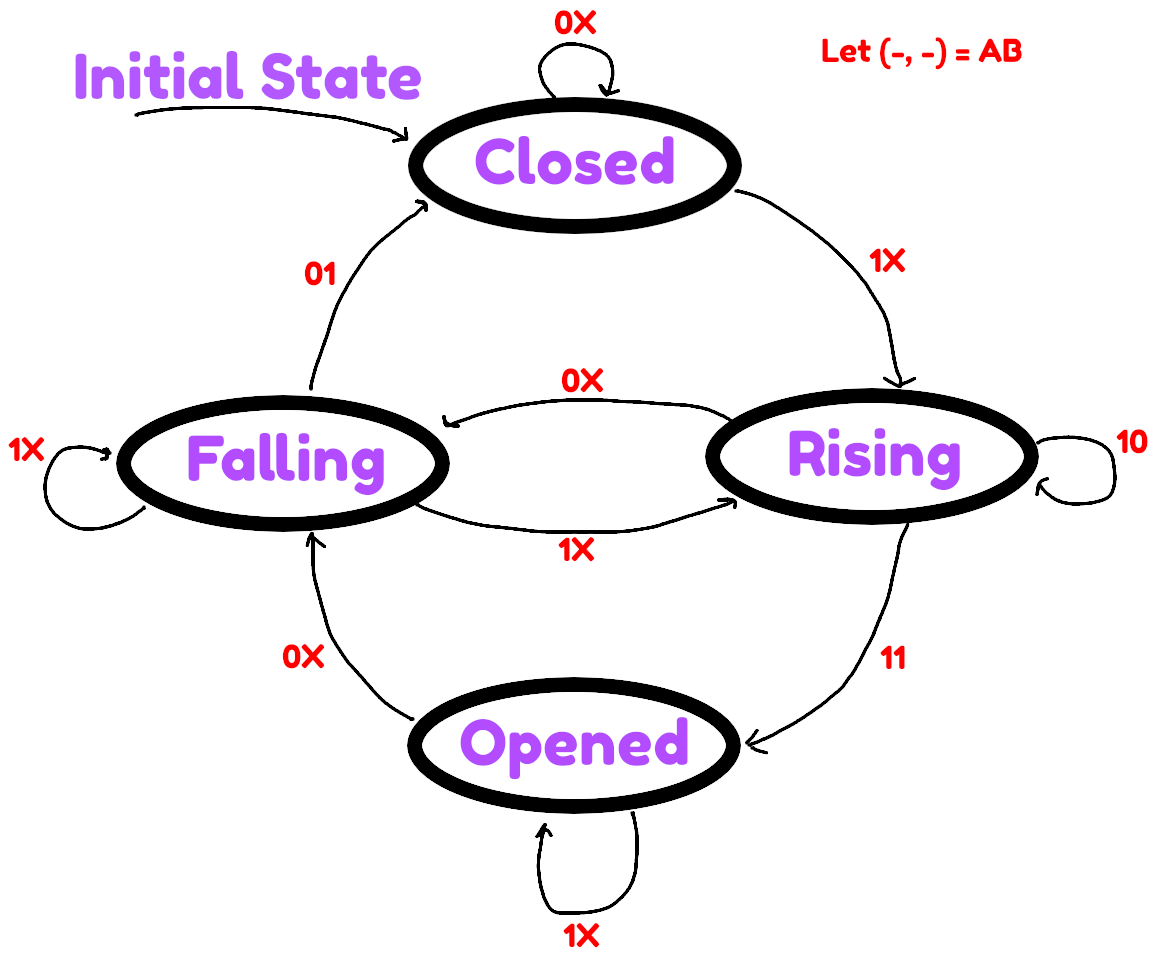 0X
Let (-, -) = AB
Initial State
Closed
01
1X
0X
1X
Falling
Rising
10
1X
0X
11
Opened
1X